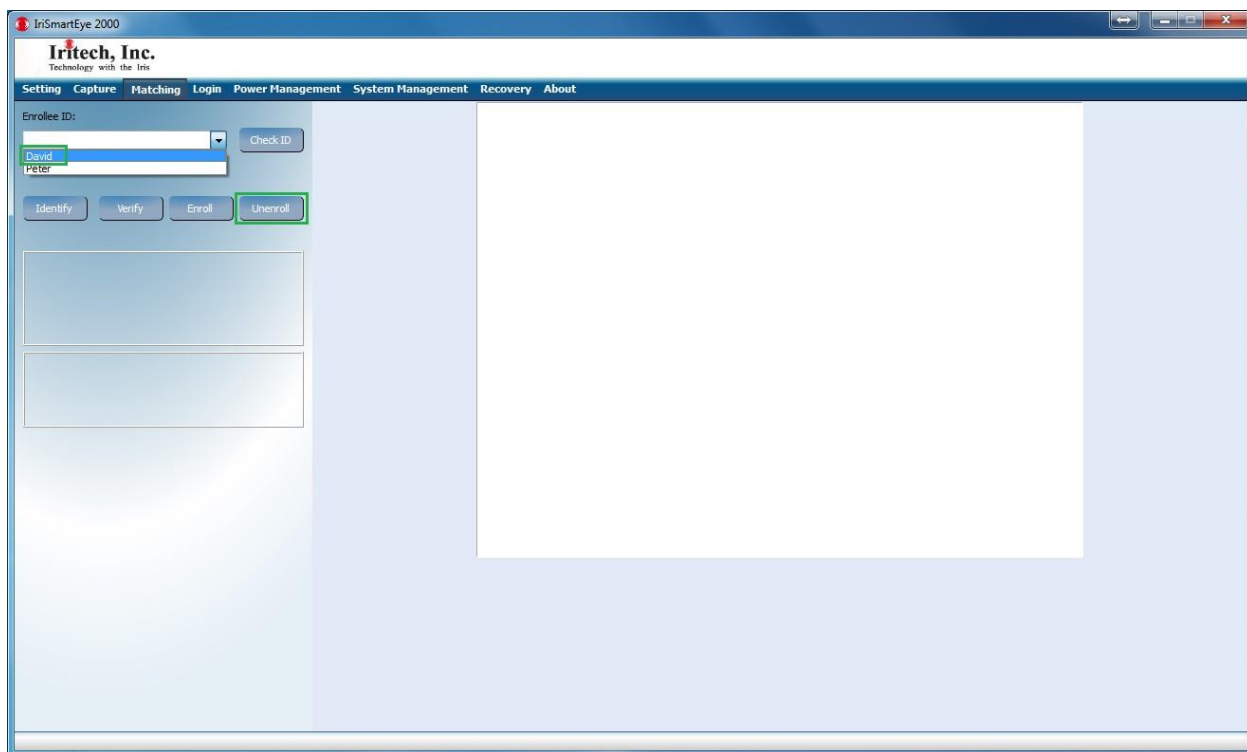 IriSmartEye 2000
Iritech, Inc.
Technology with the Iris
Setting Capture Matching Login Power Management System Management Recovery About
Enrollee ID:
Check ID
David
Peter
Identify Verify Enroll Unenroll